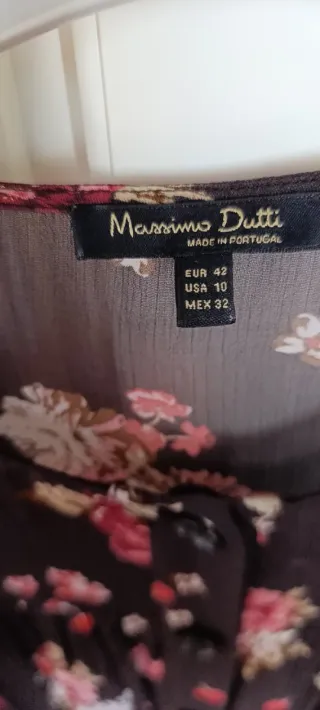 Massimo Dutti
MADE IN PORTUGAL
EUR 42
USA 10
MEX 32